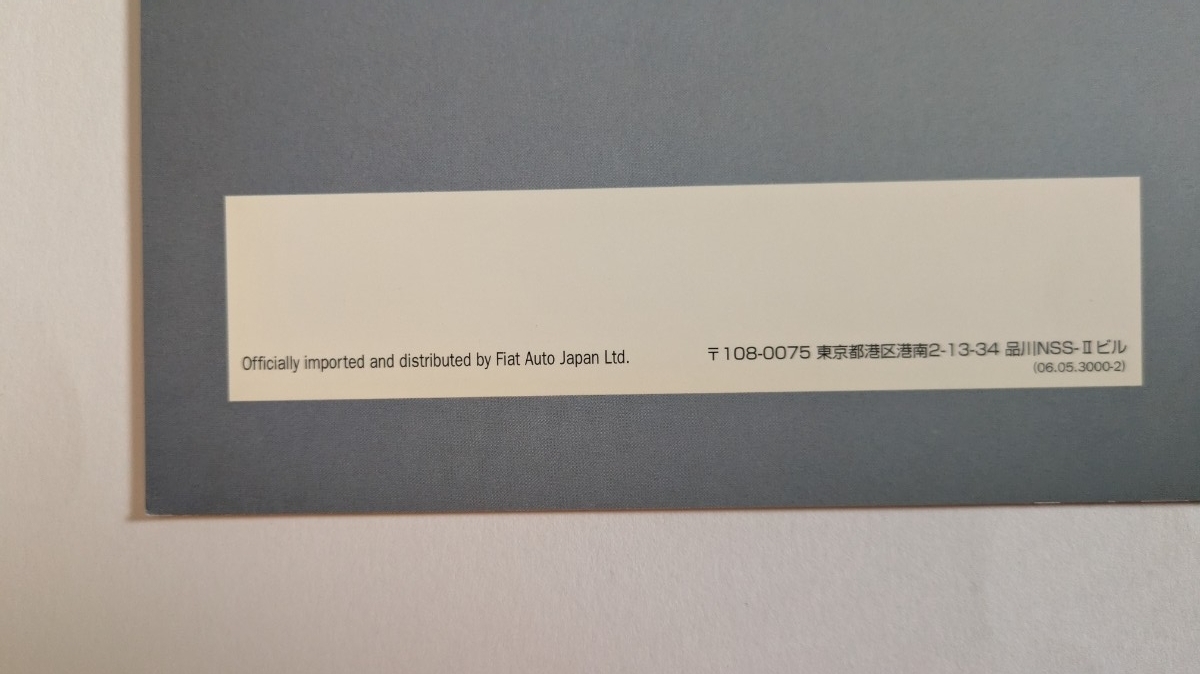 Officially imported and distributed by Fiat Auto Japan Ltd.
〒108-0075 東京都港区港南2-13-34 品川NSS-Ⅱビル
(06.05.3000-2)